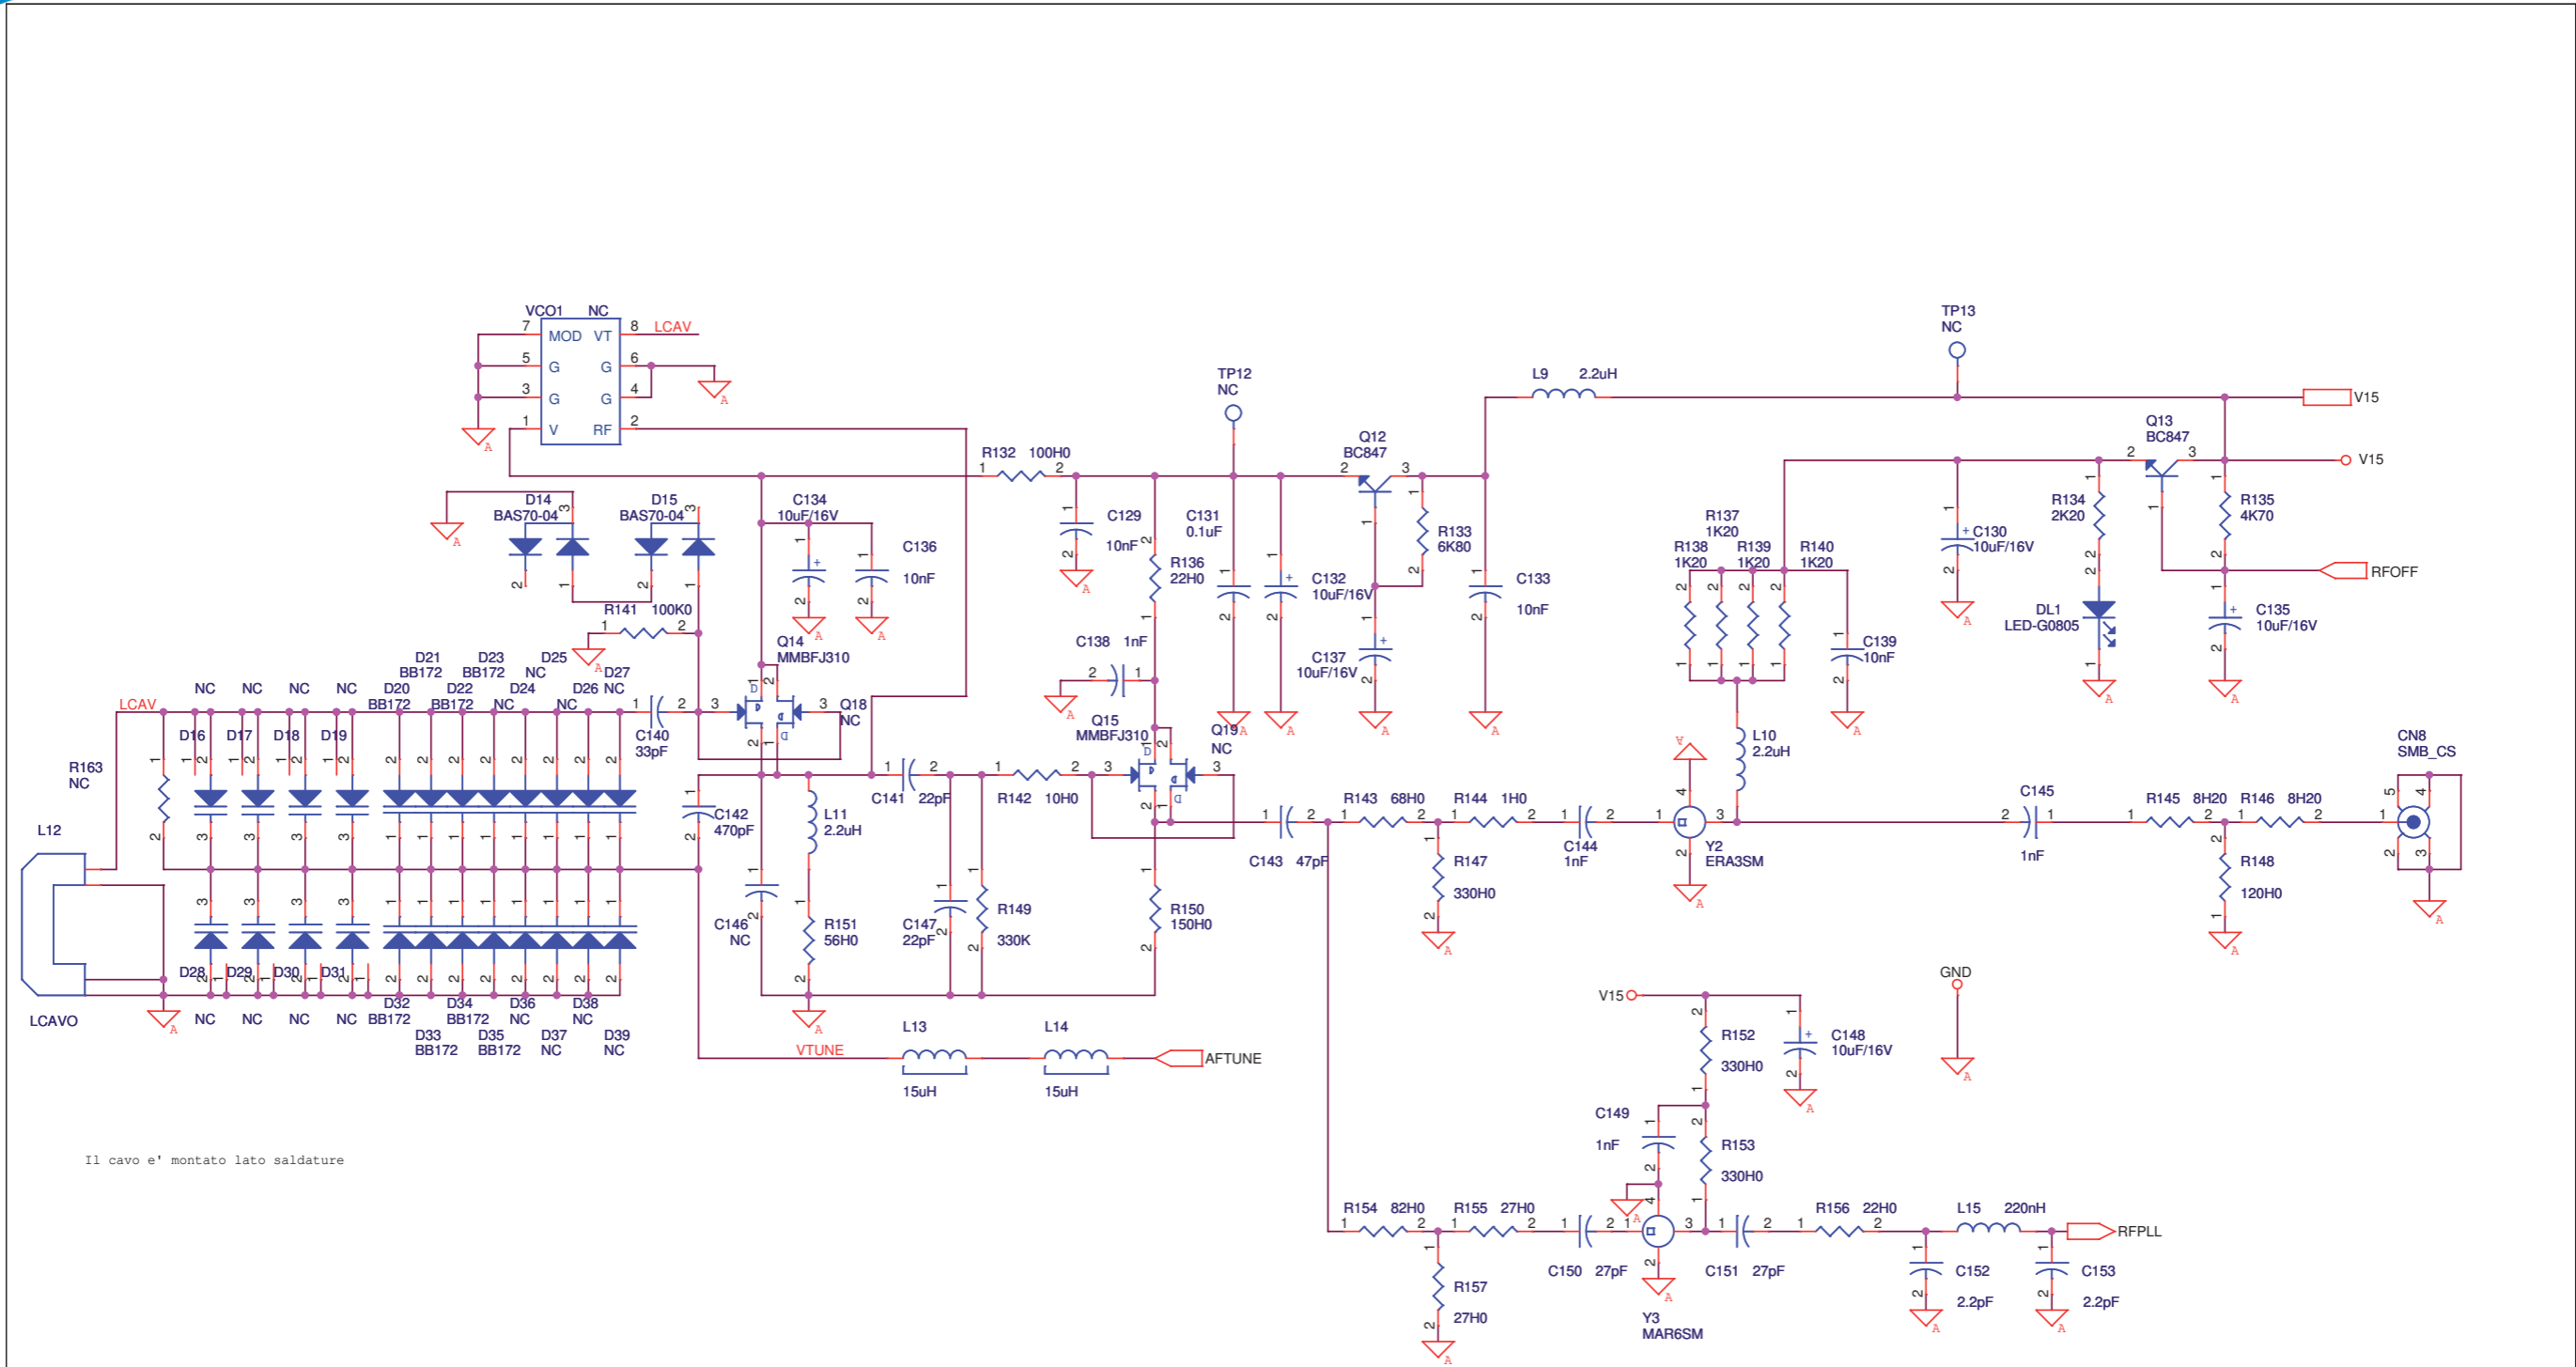 VCO1 NC
7 MOD VT 8 LCAV
5 G G 6
3 G G 4
1 V RF 2
A
A
TP12
NC
TP13
NC
L9 2.2uH
V15
Q12
BC847
Q13
BC847
V15
R132 100H0
D14
BAS70-04
D15
BAS70-04
C134
10uF/16V
C136
10nF
C129
10nF
C131
0.1uF
R136
22H0
C132
10uF/16V
R133
6K80
C133
10nF
R137
1K20
R138
1K20
R139
1K20
R140
1K20
C130
10uF/16V
R134
2K20
R135
4K70
RFOFF
DL1
LED-G0805
C135
10uF/16V
R141 100K0
C138 1nF
C137
10uF/16V
C139
10nF
Q14
MMBFJ310
Q18
NC
D21
BB172
D23
BB172
D25
NC
D27
NC
LCAV
NC NC NC NC
D20
BB172
D22
BB172
D24
NC
D26
NC
D16 D17 D18 D19
C140
33pF
R163
NC
L12
LCAVO
Q15
MMBFJ310
Q19
NC
L10
2.2uH
CN8
SMB_CS
C142
470pF
L11
2.2uH
C141 22pF
R142 10H0
C143 47pF
R143 68H0
R144 1H0
C144
1nF
Y2
ERA3SM
C145
1nF
R145 8H20
R146 8H20
R147
330H0
R148
120H0
C146
NC
R151
56H0
C147
22pF
R149
330K
R150
150H0
D28 D29 D30 D31
NC NC NC NC
D32
BB172
D34
BB172
D36
NC
D38
NC
D33
BB172
D35
BB172
D37
NC
D39
NC
VTUNE
L13
15uH
L14
15uH
AFTUNE
GND
V15
R152
330H0
C148
10uF/16V
C149
1nF
R153
330H0
Il cavo e' montato lato saldature
R154 82H0
R155 27H0
R156 22H0
L15 220nH
RFPLL
C150 27pF
C151 27pF
C152
2.2pF
C153
2.2pF
R157
27H0
Y3
MAR6SM